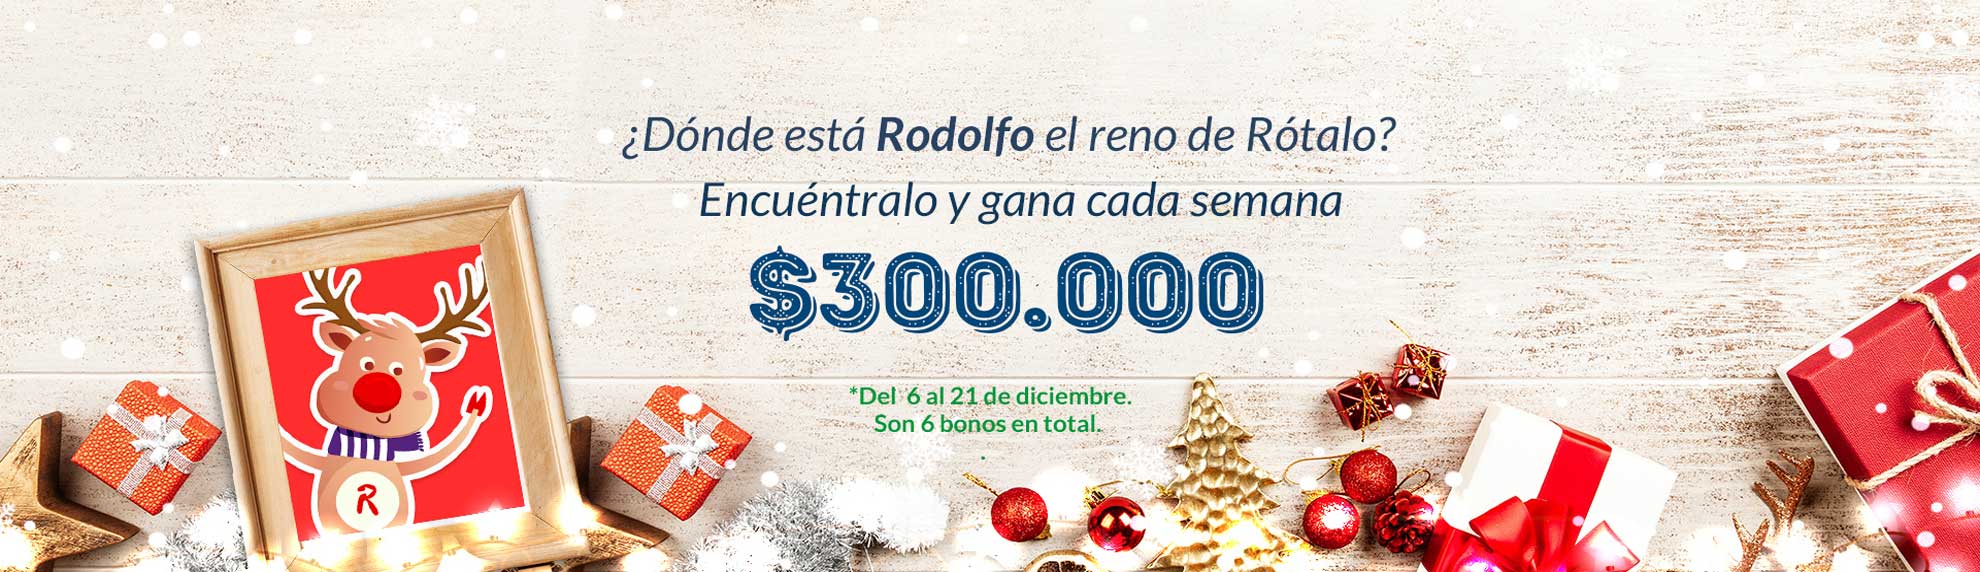 ¿Dónde está Rodolfo el reno de Rótalo?
Encuéntralo y gana cada semana
$300.000
*Del 6 al 21 de diciembre.
Son 6 bonos en total.
.
R